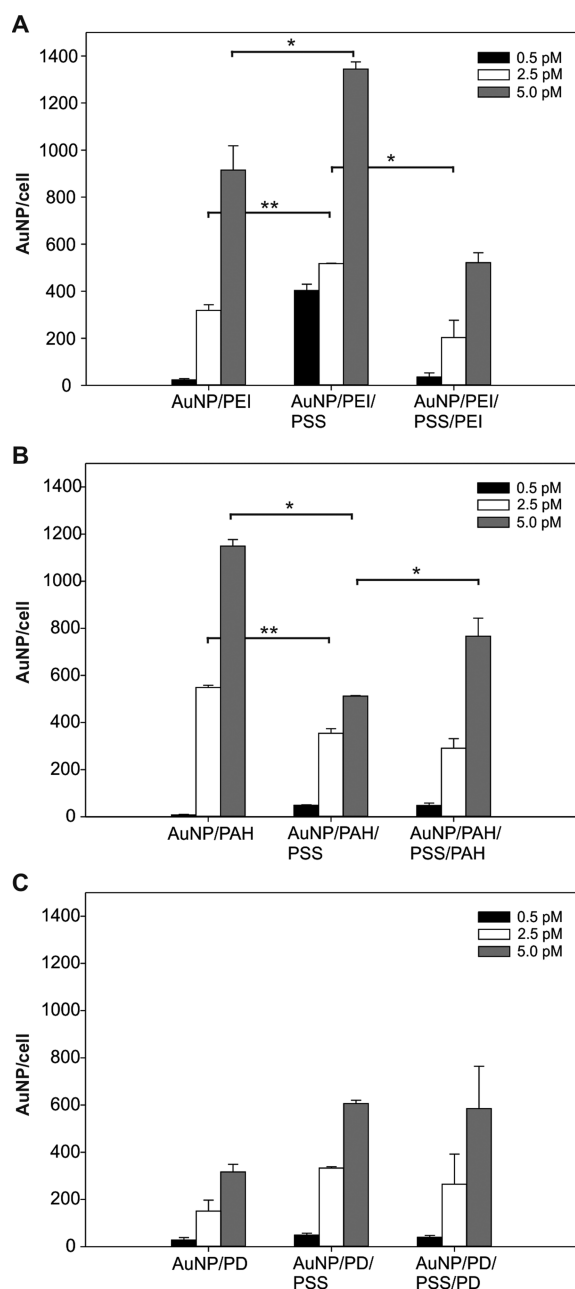 A
1400
1200
1000
800
600
400
200
0
AuNP/cell
0.5 pM
2.5 pM
5.0 pM
*
*
**
AuNP/PEI
AuNP/PEI/
PSS
AuNP/PEI/
PSS/PEI
B
1400
1200
1000
800
600
400
200
0
AuNP/cell
0.5 pM
2.5 pM
5.0 pM
*
*
**
AuNP/PAH
AuNP/PAH/
PSS
AuNP/PAH/
PSS/PAH
C
1400
1200
1000
800
600
400
200
0
AuNP/cell
0.5 pM
2.5 pM
5.0 pM
AuNP/PD
AuNP/PD/
PSS
AuNP/PD/
PSS/PD